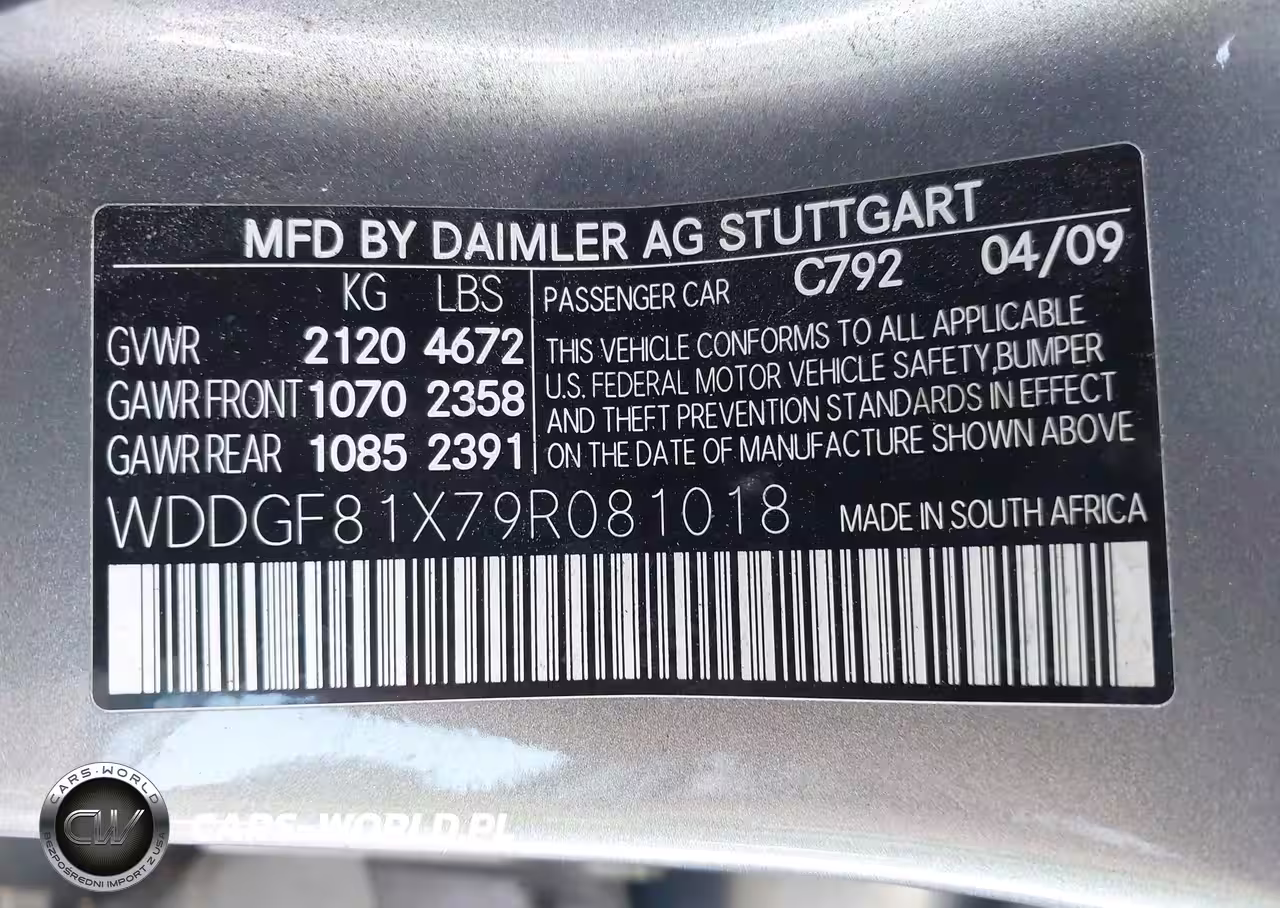 MFD BY DAIMLER AG STUTTGART
KG LBS
GVWR 2120 4672
GAWR FRONT 1070 2358
GAWR REAR 1085 2391
PASSENGER CAR C792 04/09
THIS VEHICLE CONFORMS TO ALL APPLICABLE
U.S. FEDERAL MOTOR VEHICLE SAFETY,BUMPER
AND THEFT PREVENTION STANDARDS IN EFFECT
ON THE DATE OF MANUFACTURE SHOWN ABOVE
WDDGF81X79R081018 MADE IN SOUTH AFRICA
CARS-WORLD
CW
BEZPOŚREDNI IMPORT Z USA
CARS-WORLD.PL